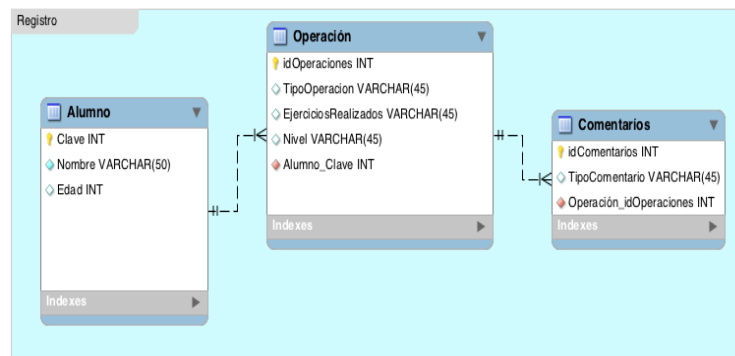 Registro
Alumno
Clave INT
Nombre VARCHAR(50)
Edad INT
Indexes
Operación
idOperaciones INT
TipoOperacion VARCHAR(45)
EjerciciosRealizados VARCHAR(45)
Nivel VARCHAR(45)
Alumno_Clave INT
Indexes
Comentarios
idComentarios INT
TipoComentario VARCHAR(45)
Operación_idOperaciones INT
Indexes